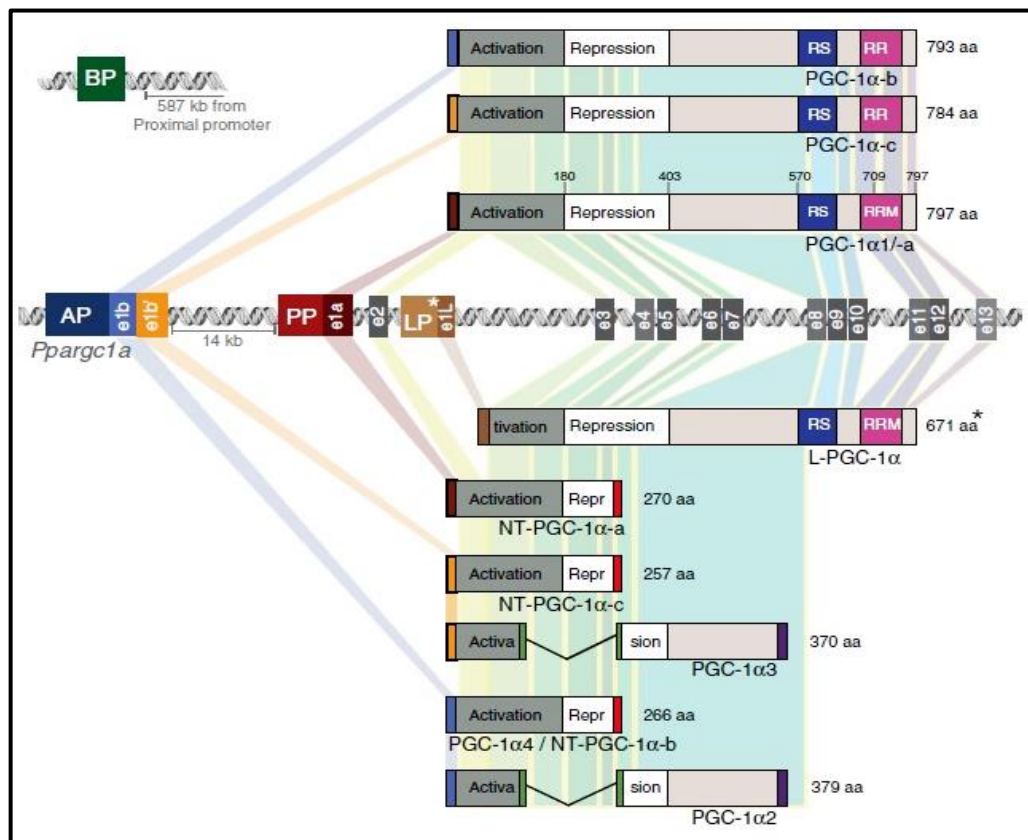 Activation Repression RS RR 793 aa
PGC-1α-b
BP
587 kb from
Proximal promoter
Activation Repression RS RR 784 aa
PGC-1α-c
180 403 570 709 797
Activation Repression RS RRM 797 aa
PGC-1α1/-a
AP e1b e1b' PP e1a e2 LP* e1L e3 e4 e5 e6 e7 e8 e9 e10 e11 e12 e13
Ppargc1a
14 kb
tivation Repression RS RRM 671 aa*
L-PGC-1α
Activation Repr 270 aa
NT-PGC-1α-a
Activation Repr 257 aa
NT-PGC-1α-c
Activa sion 370 aa
PGC-1α3
Activation Repr 266 aa
PGC-1α4 / NT-PGC-1α-b
Activa sion 379 aa
PGC-1α2